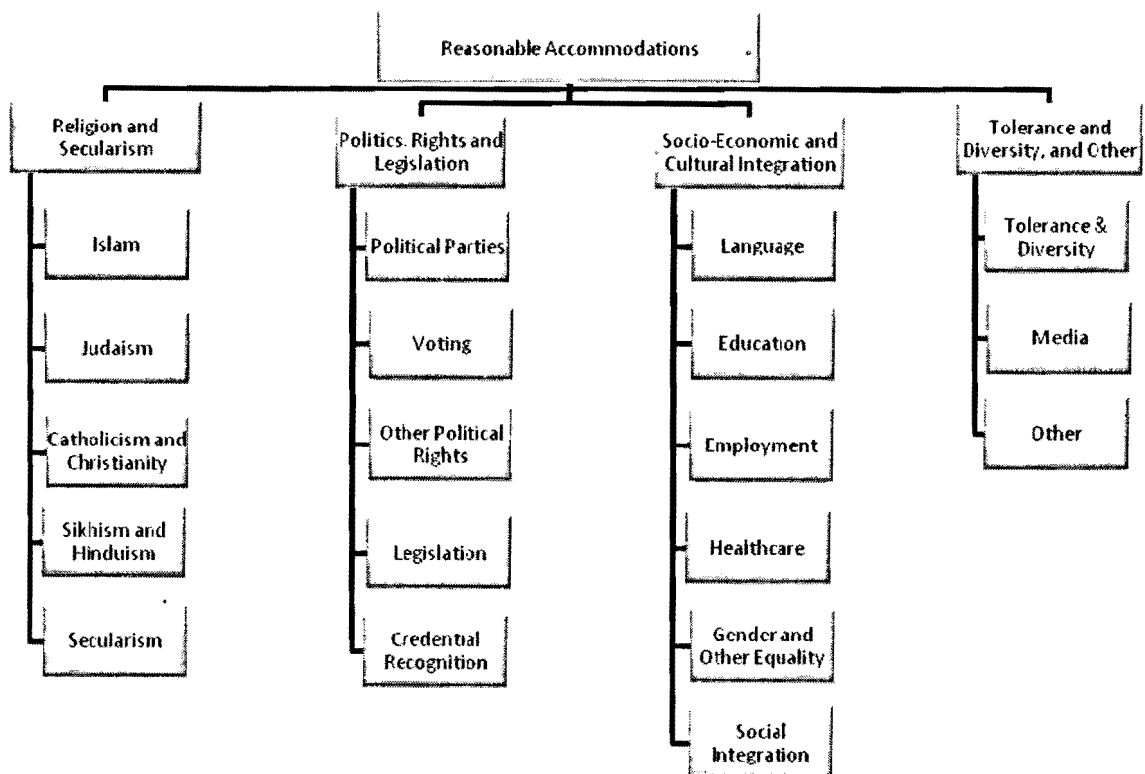 Reasonable Accommodations
Religion and
Secularism
Islam
Judaism
Catholicism and
Christianity
Sikhism and
Hinduism
Secularism
Politics, Rights and
Legislation
Political Parties
Voting
Other Political
Rights
Legislation
Credential
Recognition
Socio-Economic and
Cultural Integration
Language
Education
Employment
Healthcare
Gender and
Other Equality
Social
Integration
Tolerance and
Diversity, and Other
Tolerance &
Diversity
Media
Other